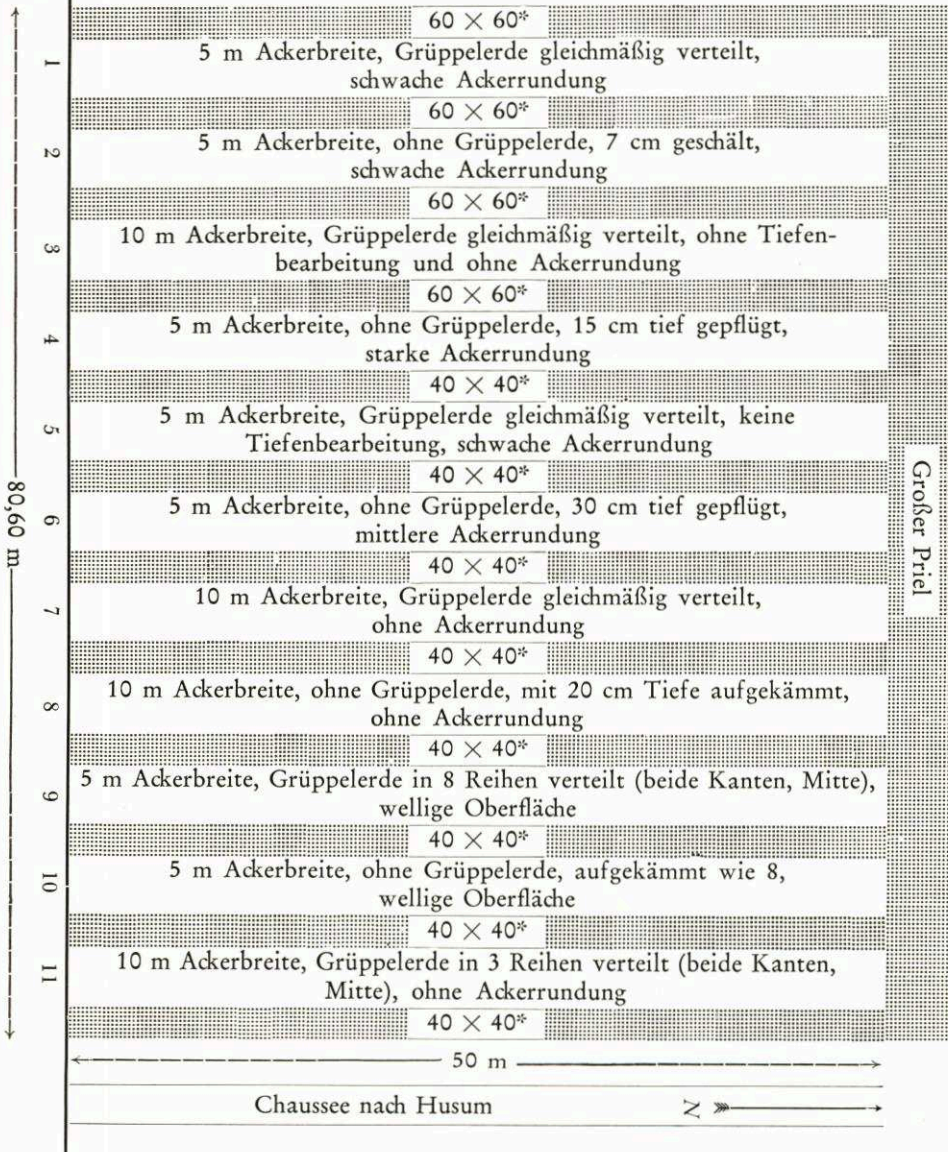 60 × 60*
1
5 m Ackerbreite, Grüppelerde gleichmäßig verteilt,
schwache Ackerrundung
60 × 60*
2
5 m Ackerbreite, ohne Grüppelerde, 7 cm geschält,
schwache Ackerrundung
60 × 60*
3
10 m Ackerbreite, Grüppelerde gleichmäßig verteilt, ohne Tiefen-
bearbeitung und ohne Ackerrundung
60 × 60*
4
5 m Ackerbreite, ohne Grüppelerde, 15 cm tief gepflügt,
starke Ackerrundung
40 × 40*
5
5 m Ackerbreite, Grüppelerde gleichmäßig verteilt, keine
Tiefenbearbeitung, schwache Ackerrundung
40 × 40*
6
5 m Ackerbreite, ohne Grüppelerde, 30 cm tief gepflügt,
mittlere Ackerrundung
40 × 40*
7
10 m Ackerbreite, Grüppelerde gleichmäßig verteilt,
ohne Ackerrundung
40 × 40*
8
10 m Ackerbreite, ohne Grüppelerde, mit 20 cm Tiefe aufgekämmt,
ohne Ackerrundung
40 × 40*
9
5 m Ackerbreite, Grüppelerde in 8 Reihen verteilt (beide Kanten, Mitte),
wellige Oberfläche
40 × 40*
10
5 m Ackerbreite, ohne Grüppelerde, aufgekämmt wie 8,
wellige Oberfläche
40 × 40*
11
10 m Ackerbreite, Grüppelerde in 3 Reihen verteilt (beide Kanten,
Mitte), ohne Ackerrundung
40 × 40*
80,60 m
Großer Priel
50 m
Chaussee nach Husum
N